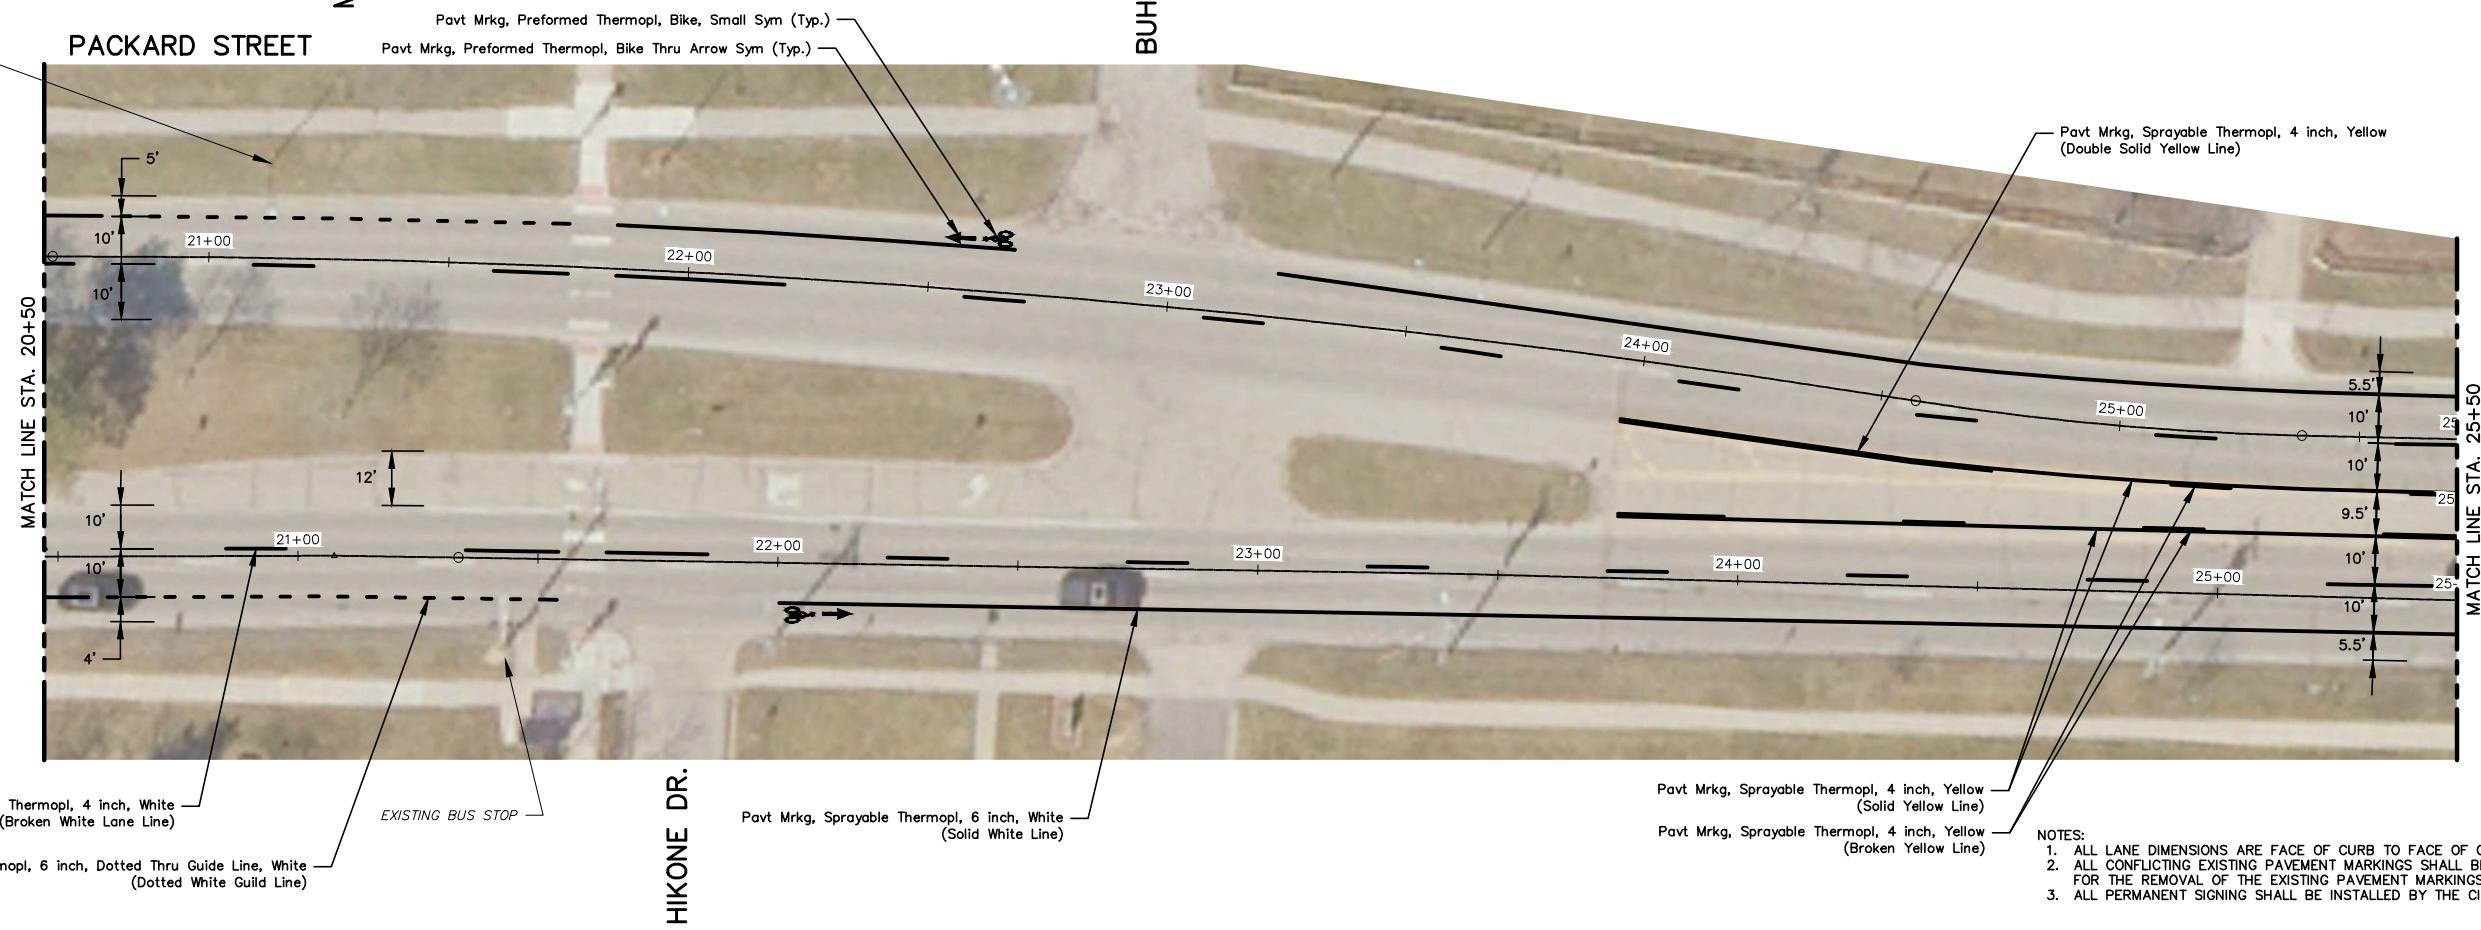 Pavt Mrkg, Preformed Thermopl, Bike, Small Sym (Typ.)
PACKARD STREET
Pavt Mrkg, Preformed Thermopl, Bike Thru Arrow Sym (Typ.)
BUH
Pavt Mrkg, Sprayable Thermopl, 4 inch, Yellow
(Double Solid Yellow Line)
5'
10'
10'
21+00
22+00
23+00
24+00
25+00
25
5.5'
10'
10'
9.5'
10'
10'
5.5'
MATCH LINE STA. 20+50
MATCH LINE STA. 25+50
12'
10'
10'
4'
21+00
22+00
23+00
24+00
25+00
25
25-
Thermopl, 4 inch, White
(Broken White Lane Line)
EXISTING BUS STOP
mopl, 6 inch, Dotted Thru Guide Line, White
(Dotted White Guild Line)
HIKONE DR.
Pavt Mrkg, Sprayable Thermopl, 6 inch, White
(Solid White Line)
Pavt Mrkg, Sprayable Thermopl, 4 inch, Yellow
(Solid Yellow Line)
Pavt Mrkg, Sprayable Thermopl, 4 inch, Yellow
(Broken Yellow Line)
NOTES:
1. ALL LANE DIMENSIONS ARE FACE OF CURB TO FACE OF
2. ALL CONFLICTING EXISTING PAVEMENT MARKINGS SHALL
FOR THE REMOVAL OF THE EXISTING PAVEMENT MARKINGS
3. ALL PERMANENT SIGNING SHALL BE INSTALLED BY THE